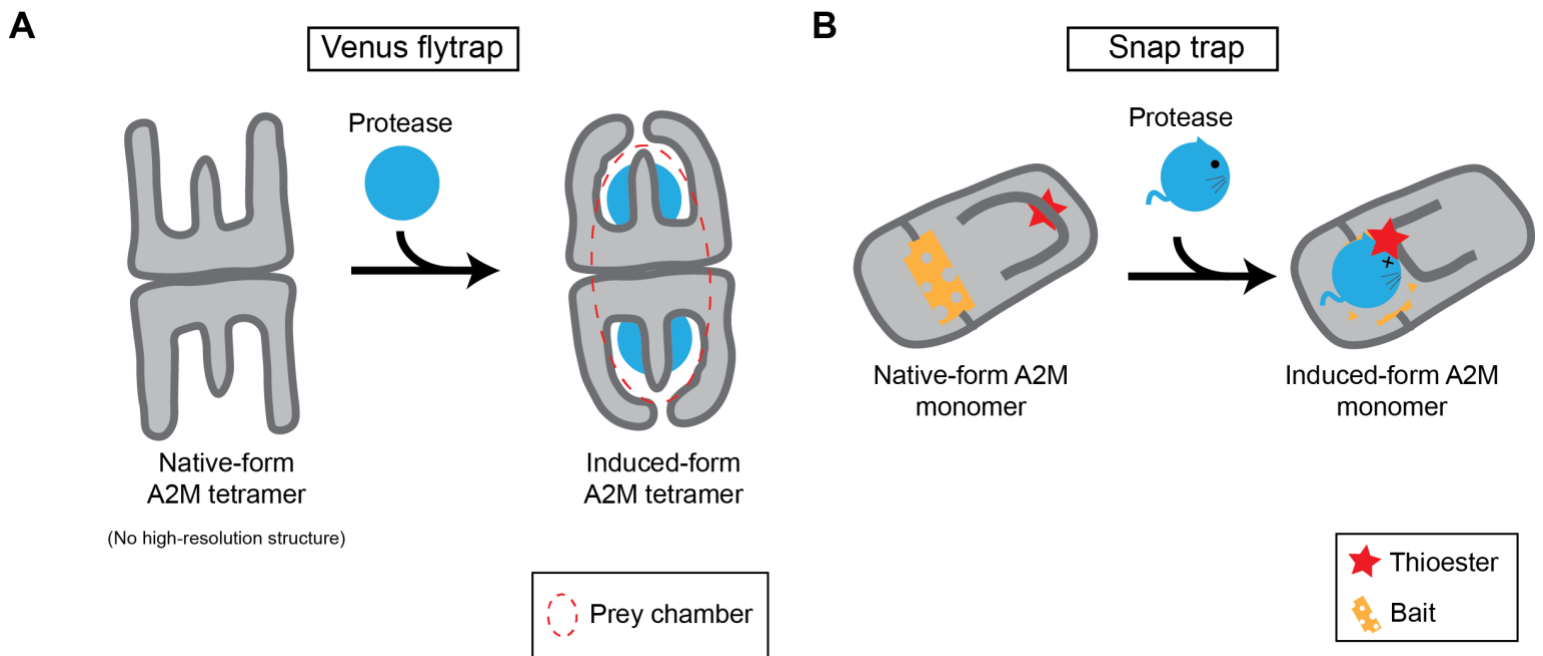 A
Venus flytrap
Protease
Native-form
A2M tetramer
(No high-resolution structure)
Induced-form
A2M tetramer
Prey chamber
B
Snap trap
Protease
Native-form A2M
monomer
Induced-form A2M
monomer
Thioester
Bait